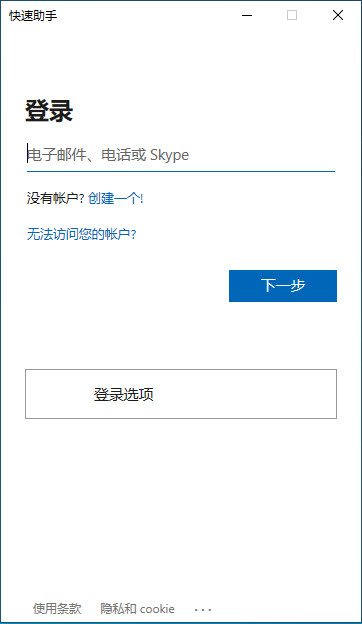 快速助手
登录
电子邮件、电话或 Skype
没有帐户? 创建一个!
无法访问您的帐户?
下一步
登录选项
使用条款 隐私和 cookie ···